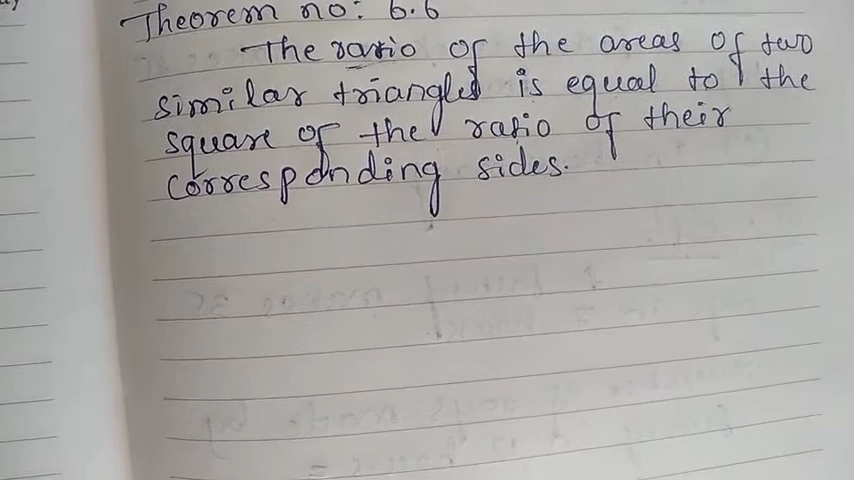 Theorem no: 6.6
The ratio of the areas of two
similar triangles is equal to the
square of the ratio of their
corresponding sides.